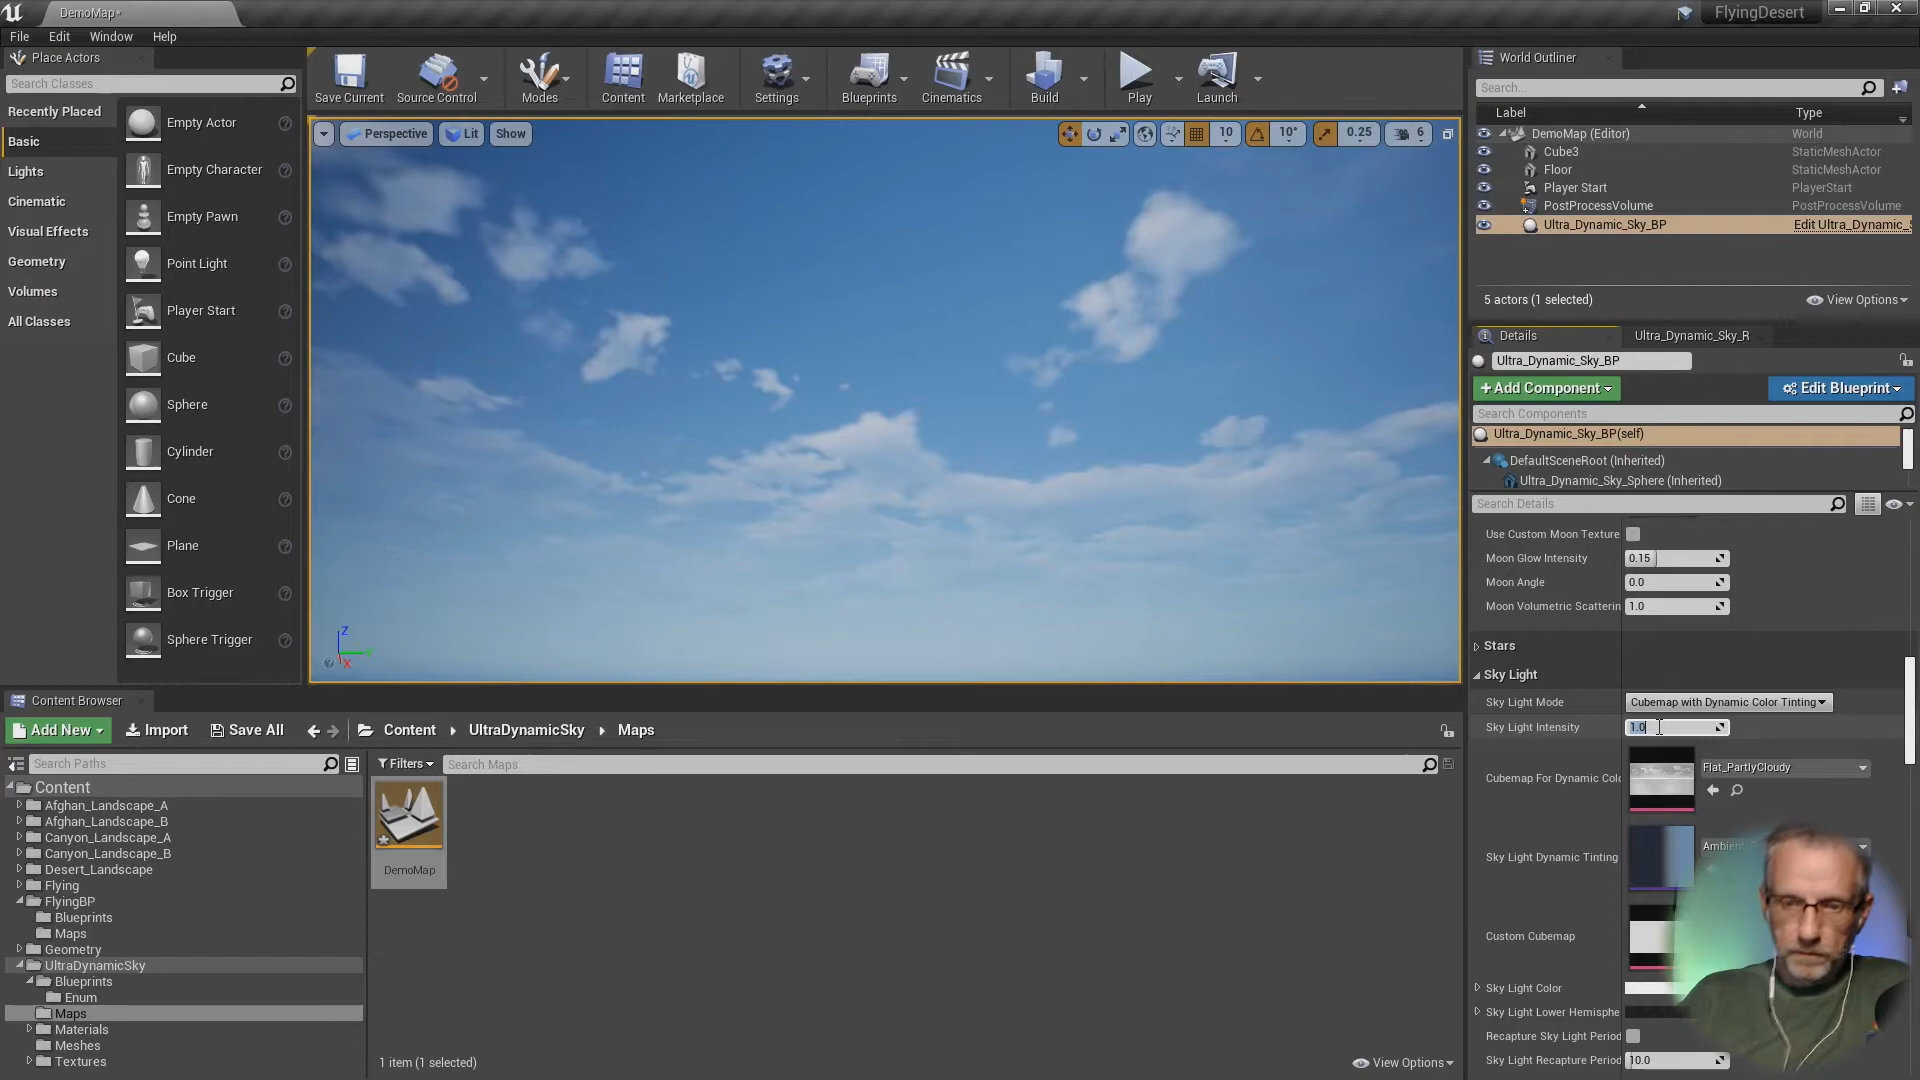 DemoMap*
FlyingDesert
File Edit Window Help
Place Actors
Search Classes
Recently Placed
Basic
Lights
Cinematic
Visual Effects
Geometry
Volumes
All Classes
Empty Actor
Empty Character
Empty Pawn
Point Light
Player Start
Cube
Sphere
Cylinder
Cone
Plane
Box Trigger
Sphere Trigger
Save Current Source Control Modes Content Marketplace Settings Blueprints Cinematics Build Play Launch
Perspective Lit Show 10 10° 0.25 6
Z
X
World Outliner
Search...
Label Type
DemoMap (Editor) World
Cube3 StaticMeshActor
Floor StaticMeshActor
Player Start PlayerStart
PostProcessVolume PostProcessVolume
Ultra_Dynamic_Sky_BP Edit Ultra_Dynamic_S
5 actors (1 selected) View Options
Details Ultra_Dynamic_Sky_R
Ultra_Dynamic_Sky_BP
+Add Component Edit Blueprint
Search Components
Ultra_Dynamic_Sky_BP(self)
DefaultSceneRoot (Inherited)
Ultra_Dynamic_Sky_Sphere (Inherited)
Search Details
Use Custom Moon Texture
Moon Glow Intensity 0.15
Moon Angle 0.0
Moon Volumetric Scatterin 1.0
Stars
Sky Light
Sky Light Mode Cubemap with Dynamic Color Tinting
Sky Light Intensity 1.0
Cubemap For Dynamic Colo Flat_PartlyCloudy
Sky Light Dynamic Tinting Ambien
Custom Cubemap
Sky Light Color
Sky Light Lower Hemisphe
Recapture Sky Light Period
Sky Light Recapture Period 10.0
Content Browser
Add New Import Save All Content UltraDynamicSky Maps
Search Paths
Filters Search Maps
Content
Afghan_Landscape_A
Afghan_Landscape_B
Canyon_Landscape_A
Canyon_Landscape_B
Desert_Landscape
Flying
FlyingBP
Blueprints
Maps
Geometry
UltraDynamicSky
Blueprints
Enum
Maps
Materials
Meshes
Textures
DemoMap
1 item (1 selected) View Options